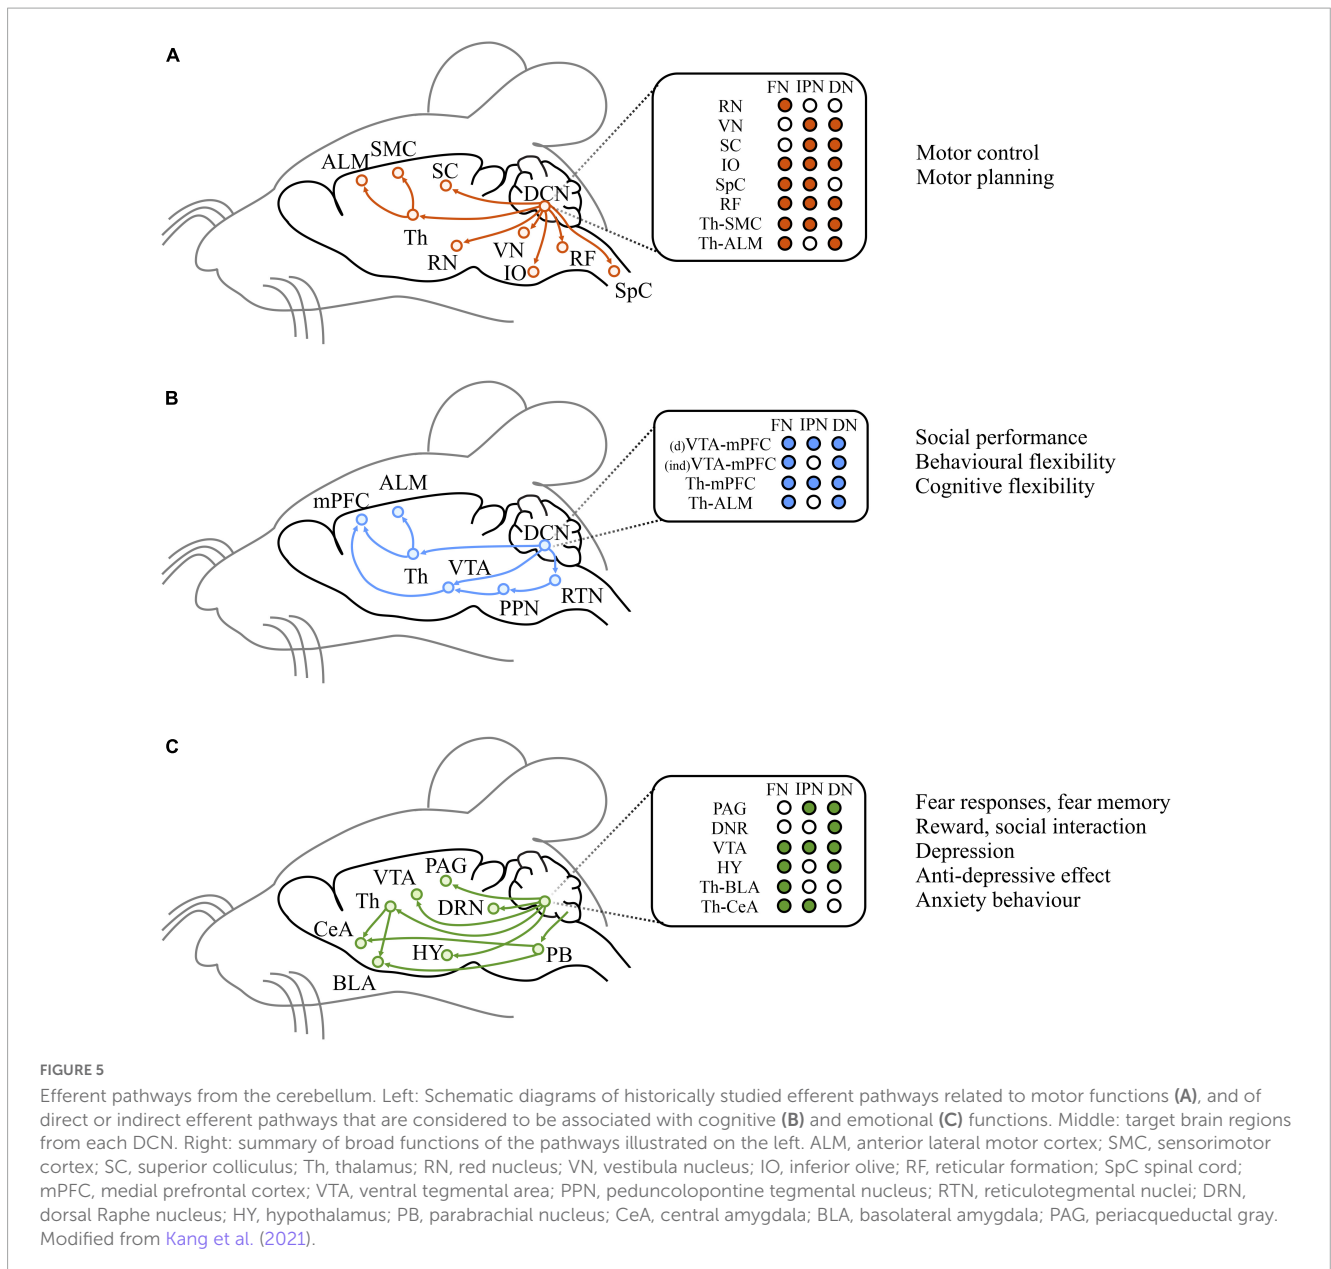 A
ALM
SMC
SC
DCN
Th
RN
VN
IO
RF
SpC
FN IPN DN
RN
VN
SC
IO
SpC
RF
Th-SMC
Th-ALM
Motor control
Motor planning
B
mPFC
ALM
DCN
Th
VTA
PPN
RTN
FN IPN DN
(d)VTA-mPFC
(ind)VTA-mPFC
Th-mPFC
Th-ALM
Social performance
Behavioural flexibility
Cognitive flexibility
C
PAG
VTA
Th
DRN
CeA
HY
PB
BLA
FN IPN DN
PAG
DNR
VTA
HY
Th-BLA
Th-CeA
Fear responses, fear memory
Reward, social interaction
Depression
Anti-depressive effect
Anxiety behaviour
FIGURE 5
Efferent pathways from the cerebellum. Left: Schematic diagrams of historically studied efferent pathways related to motor functions (A), and of
direct or indirect efferent pathways that are considered to be associated with cognitive (B) and emotional (C) functions. Middle: target brain regions
from each DCN. Right: summary of broad functions of the pathways illustrated on the left. ALM, anterior lateral motor cortex; SMC, sensorimotor
cortex; SC, superior colliculus; Th, thalamus; RN, red nucleus; VN, vestibula nucleus; IO, inferior olive; RF, reticular formation; SpC spinal cord;
mPFC, medial prefrontal cortex; VTA, ventral tegmental area; PPN, peduncolopontine tegmental nucleus; RTN, reticulotegmental nuclei; DRN,
dorsal Raphe nucleus; HY, hypothalamus; PB, parabrachial nucleus; CeA, central amygdala; BLA, basolateral amygdala; PAG, periacqueductal gray.
Modified from Kang et al. (2021).